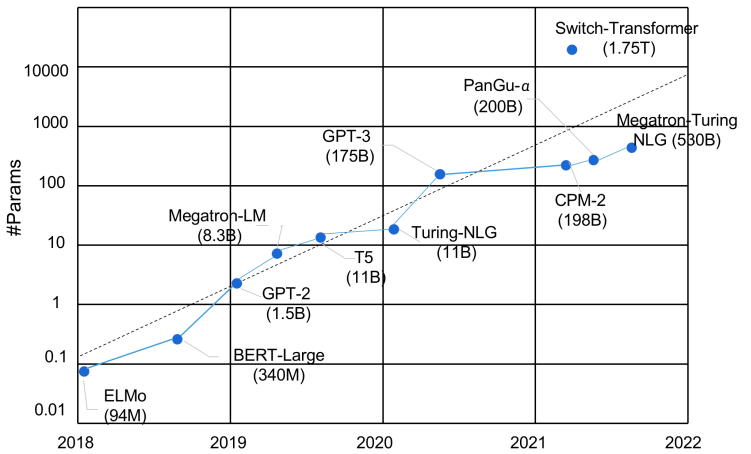 Switch-Transformer
(1.75T)
10000
PanGu-α
(200B)
1000
Megatron-Turing
NLG (530B)
GPT-3
(175B)
#Params
100
CPM-2
(198B)
Megatron-LM
(8.3B)
Turing-NLG
(11B)
10
T5
(11B)
GPT-2
(1.5B)
1
BERT-Large
(340M)
0.1
ELMo
(94M)
0.01
2018 2019 2020 2021 2022